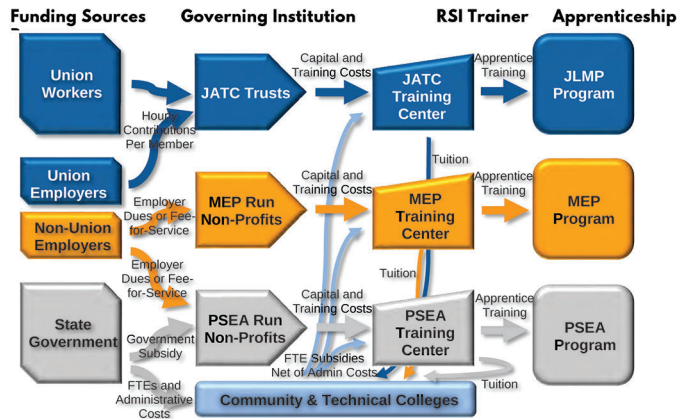 Funding Sources
Governing Institution
RSI Trainer
Apprenticeship
Union
Workers
JATC Trusts
Capital and
Training Costs
JATC
Training
Center
Apprentice
Training
JLMP
Program
Hourly
Contributions
Per Member
Union
Employers
Tuition
Non-Union
Employers
Employer
Dues or Fee-
for-Service
MEP Run
Non-Profits
Capital and
Training Costs
MEP
Training
Center
Apprentice
Training
MEP
Program
Employer
Dues or Fee-
for-Service
Tuition
State
Government
Government
Subsidy
PSEA Run
Non-Profits
Capital and
Training Costs
PSEA
Training
Center
Apprentice
Training
PSEA
Program
FTE Subsidies
Net of Admin Costs
Tuition
FTEs and
Administrative
Costs
Community & Technical Colleges